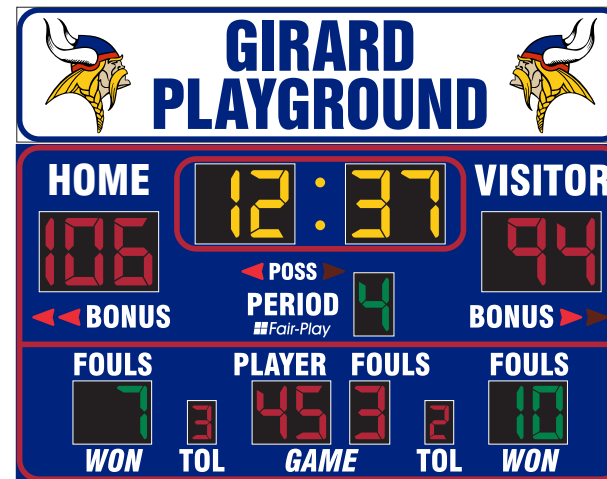 GIRARD
PLAYGROUND
HOME 12:37 VISITOR
106 94
POSS
BONUS PERIOD 4 BONUS
Fair-Play
FOULS PLAYER FOULS FOULS
7 3 45 3 2 10
WON TOL GAME TOL WON